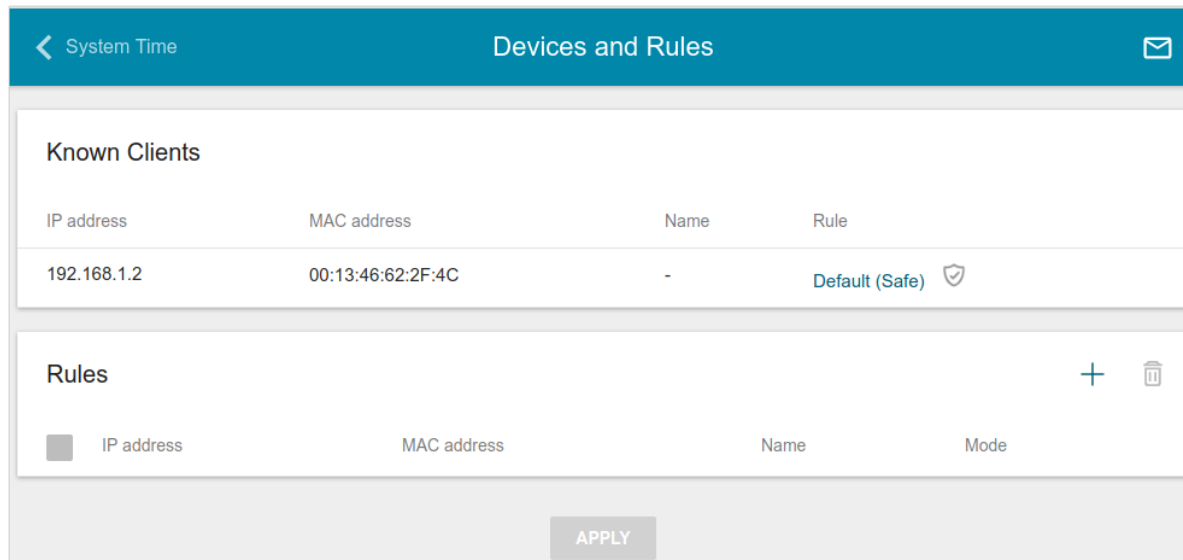 System Time Devices and Rules
Known Clients
IP address MAC address Name Rule
192.168.1.2 00:13:46:62:2F:4C - Default (Safe)
Rules
IP address MAC address Name Mode
APPLY